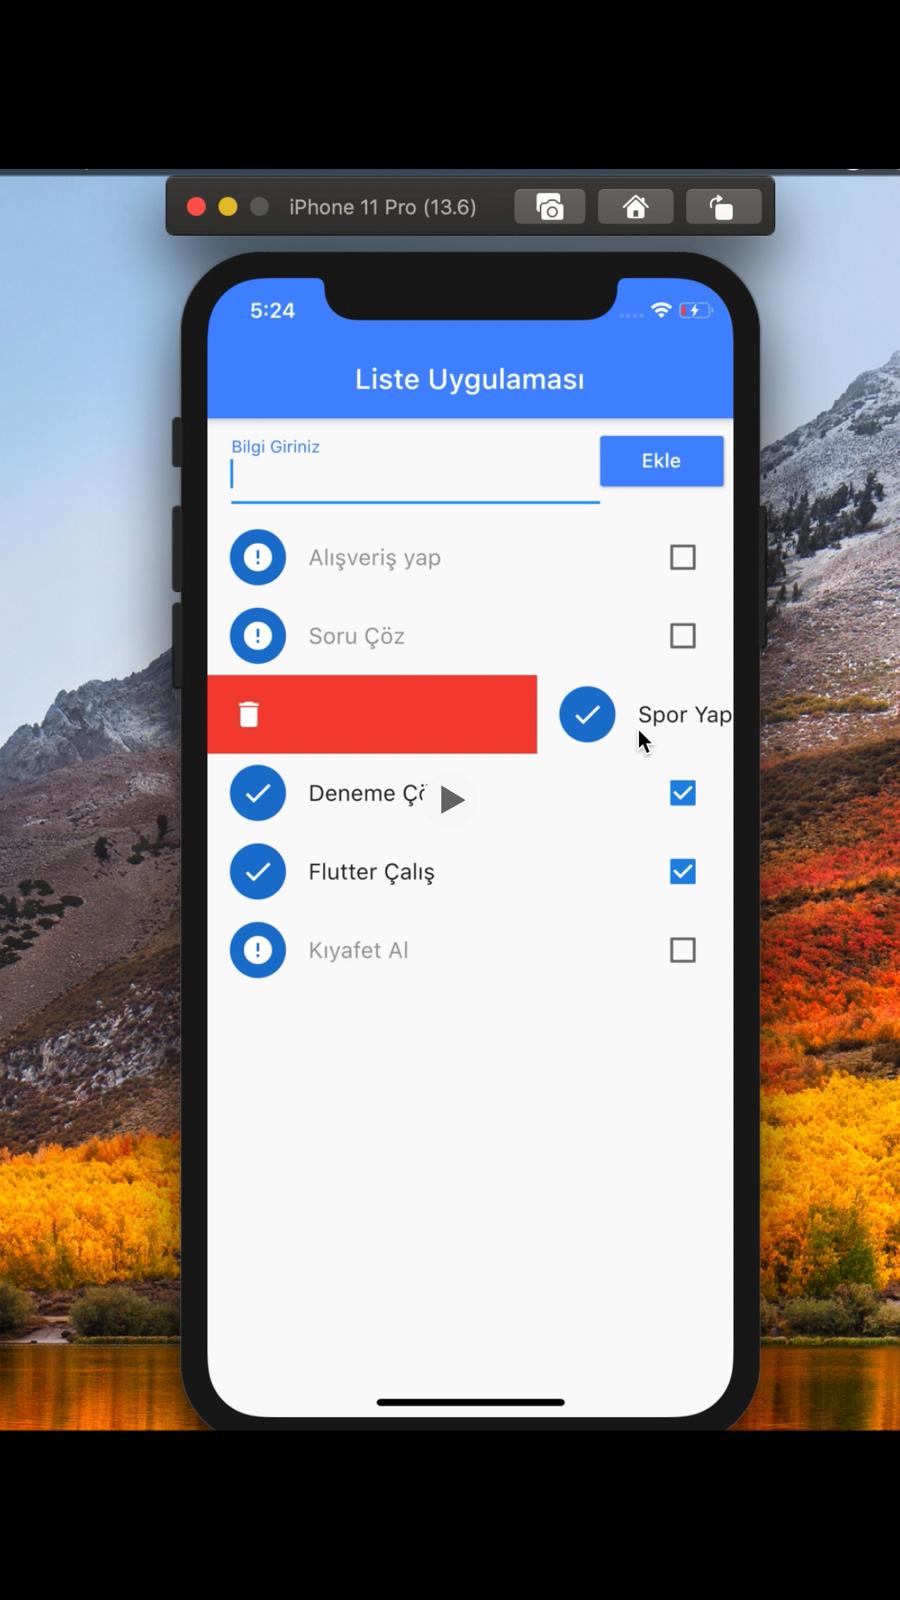 iPhone 11 Pro (13.6)
5:24
Liste Uygulaması
Bilgi Giriniz
Ekle
Alışveriş yap
Soru Çöz
Spor Yap
Deneme
Flutter Çalış
Kıyafet Al